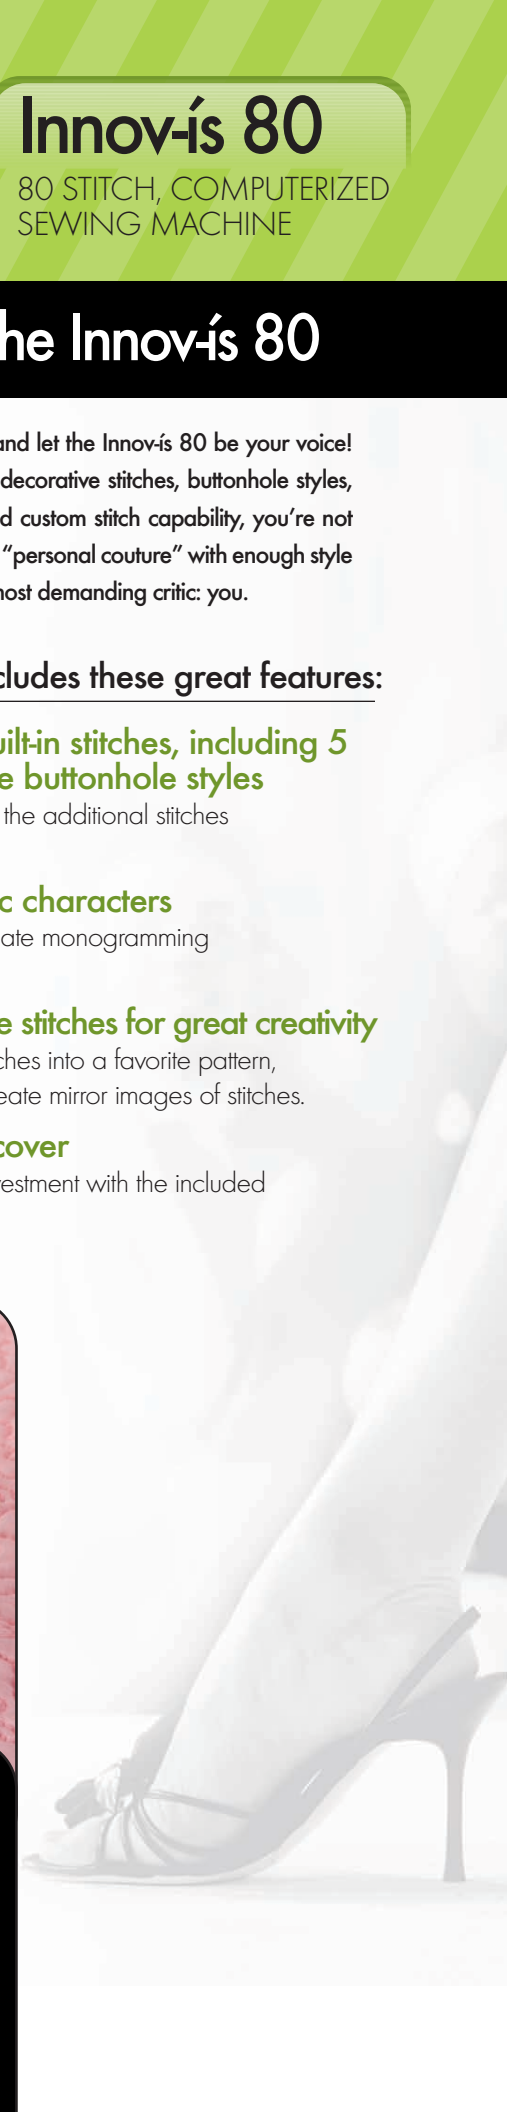 Innov-ís 80
80 STITCH, COMPUTERIZED
SEWING MACHINE
he Innov-ís 80
and let the Innov-ís 80 be your voice!
decorative stitches, buttonhole styles,
d custom stitch capability, you're not
"personal couture" with enough style
most demanding critic: you.
cludes these great features:
uilt-in stitches, including 5
e buttonhole styles
the additional stitches
c characters
ate monogramming
e stitches for great creativity
ches into a favorite pattern,
eate mirror images of stitches.
cover
vestment with the included